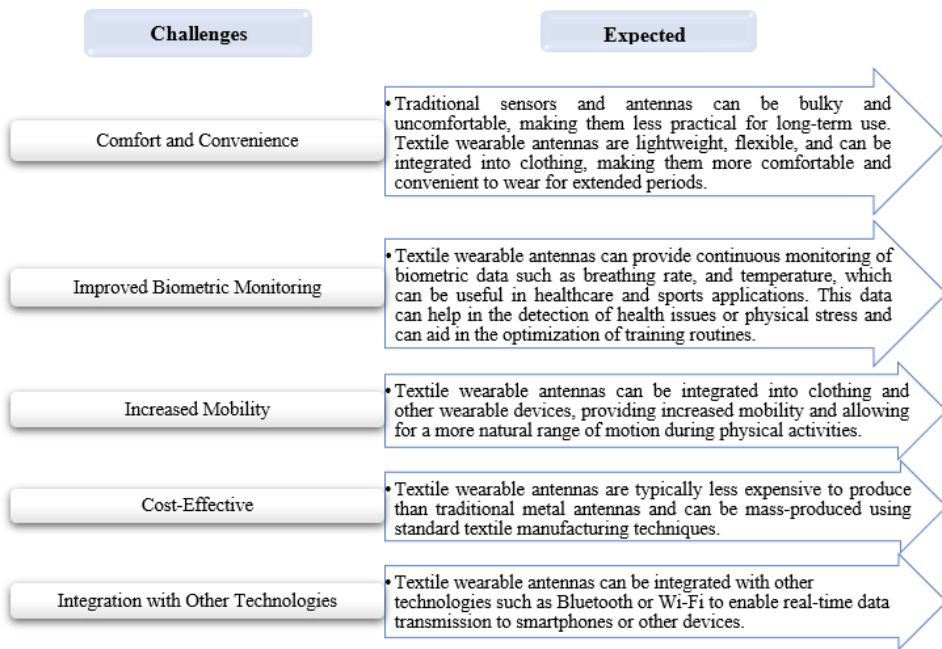 Challenges
Expected
Comfort and Convenience
• Traditional sensors and antennas can be bulky and
uncomfortable, making them less practical for long-term use.
Textile wearable antennas are lightweight, flexible, and can be
integrated into clothing, making them more comfortable and
convenient to wear for extended periods.
Improved Biometric Monitoring
• Textile wearable antennas can provide continuous monitoring of
biometric data such as breathing rate, and temperature, which
can be useful in healthcare and sports applications. This data
can help in the detection of health issues or physical stress and
can aid in the optimization of training routines.
Increased Mobility
• Textile wearable antennas can be integrated into clothing and
other wearable devices, providing increased mobility and allowing
for a more natural range of motion during physical activities.
Cost-Effective
• Textile wearable antennas are typically less expensive to produce
than traditional metal antennas and can be mass-produced using
standard textile manufacturing techniques.
Integration with Other Technologies
• Textile wearable antennas can be integrated with other
technologies such as Bluetooth or Wi-Fi to enable real-time data
transmission to smartphones or other devices.